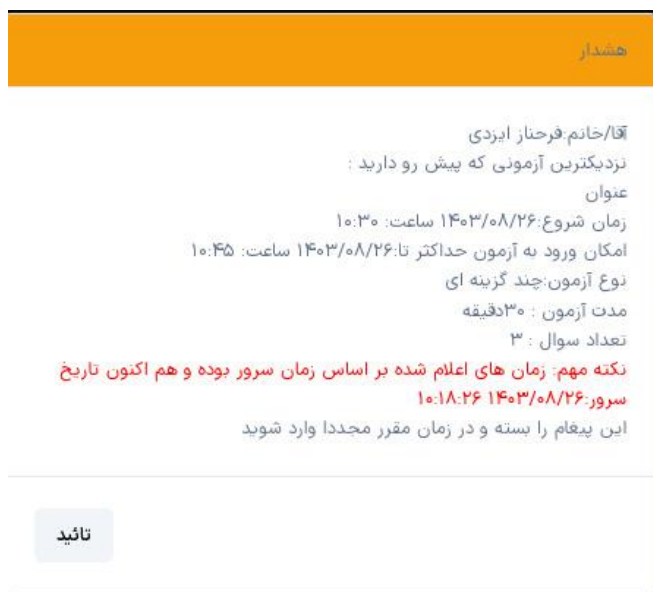 هشدار
آقا/خانم:فرحناز ایزدی
نزدیکترین آزمونی که پیش رو دارید :
عنوان
زمان شروع:۱۴۰۳/۰۸/۲۶ ساعت: ۱۰:۳۰
امکان ورود به آزمون حداکثر تا:۱۴۰۳/۰۸/۲۶ ساعت: ۱۰:۴۵
نوع آزمون:چند گزینه ای
مدت آزمون : ۳۰دقیقه
تعداد سوال : ۳
نکته مهم: زمان های اعلام شده بر اساس زمان سرور بوده و هم اکنون تاریخ
سرور:۱۴۰۳/۰۸/۲۶ ۱۰:۱۸:۲۶
این پیغام را بسته و در زمان مقرر مجددا وارد شوید
تائید